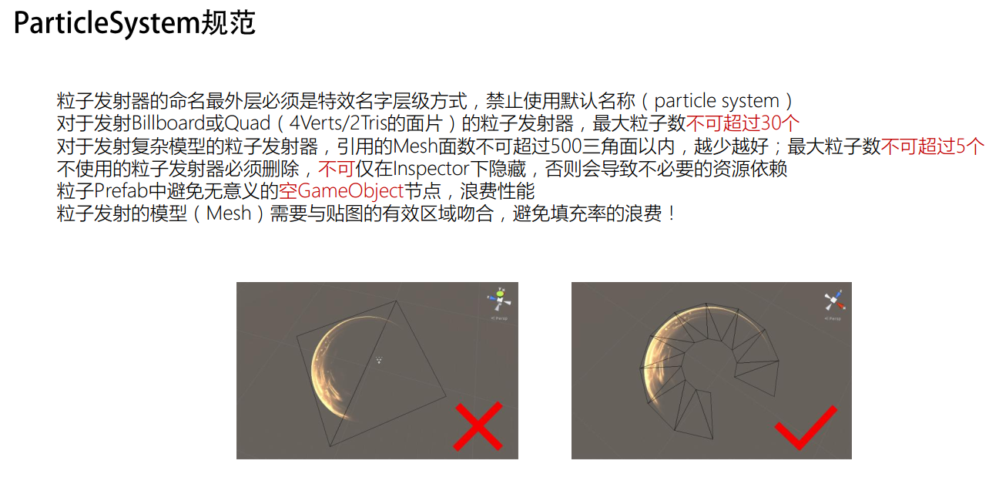 ParticleSystem规范
粒子发射器的命名最外层必须是特效名字层级方式，禁止使用默认名称（particle system）
对于发射Billboard或Quad（4Verts/2Tris的面片）的粒子发射器，最大粒子数不可超过30个
对于发射复杂模型的粒子发射器，引用的Mesh面数不可超过500三角面以内，越少越好；最大粒子数不可超过5个
不使用的粒子发射器必须删除，不可仅在Inspector下隐藏，否则会导致不必要的资源依赖
粒子Prefab中避免无意义的空GameObject节点，浪费性能
粒子发射的模型（Mesh）需要与贴图的有效区域吻合，避免填充率的浪费！